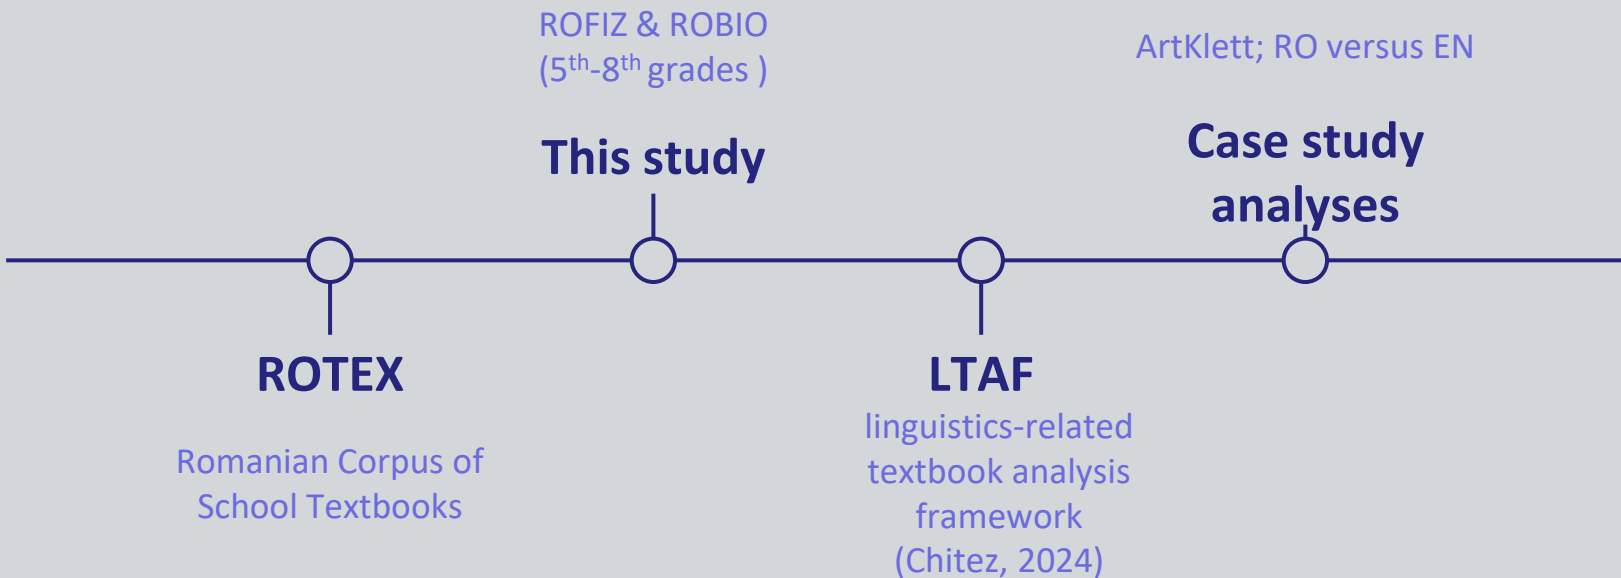 ROFIZ & ROBIO
(5th-8th grades )
This study
ArtKlett; RO versus EN
Case study
analyses
ROTEX
Romanian Corpus of
School Textbooks
LTAF
linguistics-related
textbook analysis
framework
(Chitez, 2024)